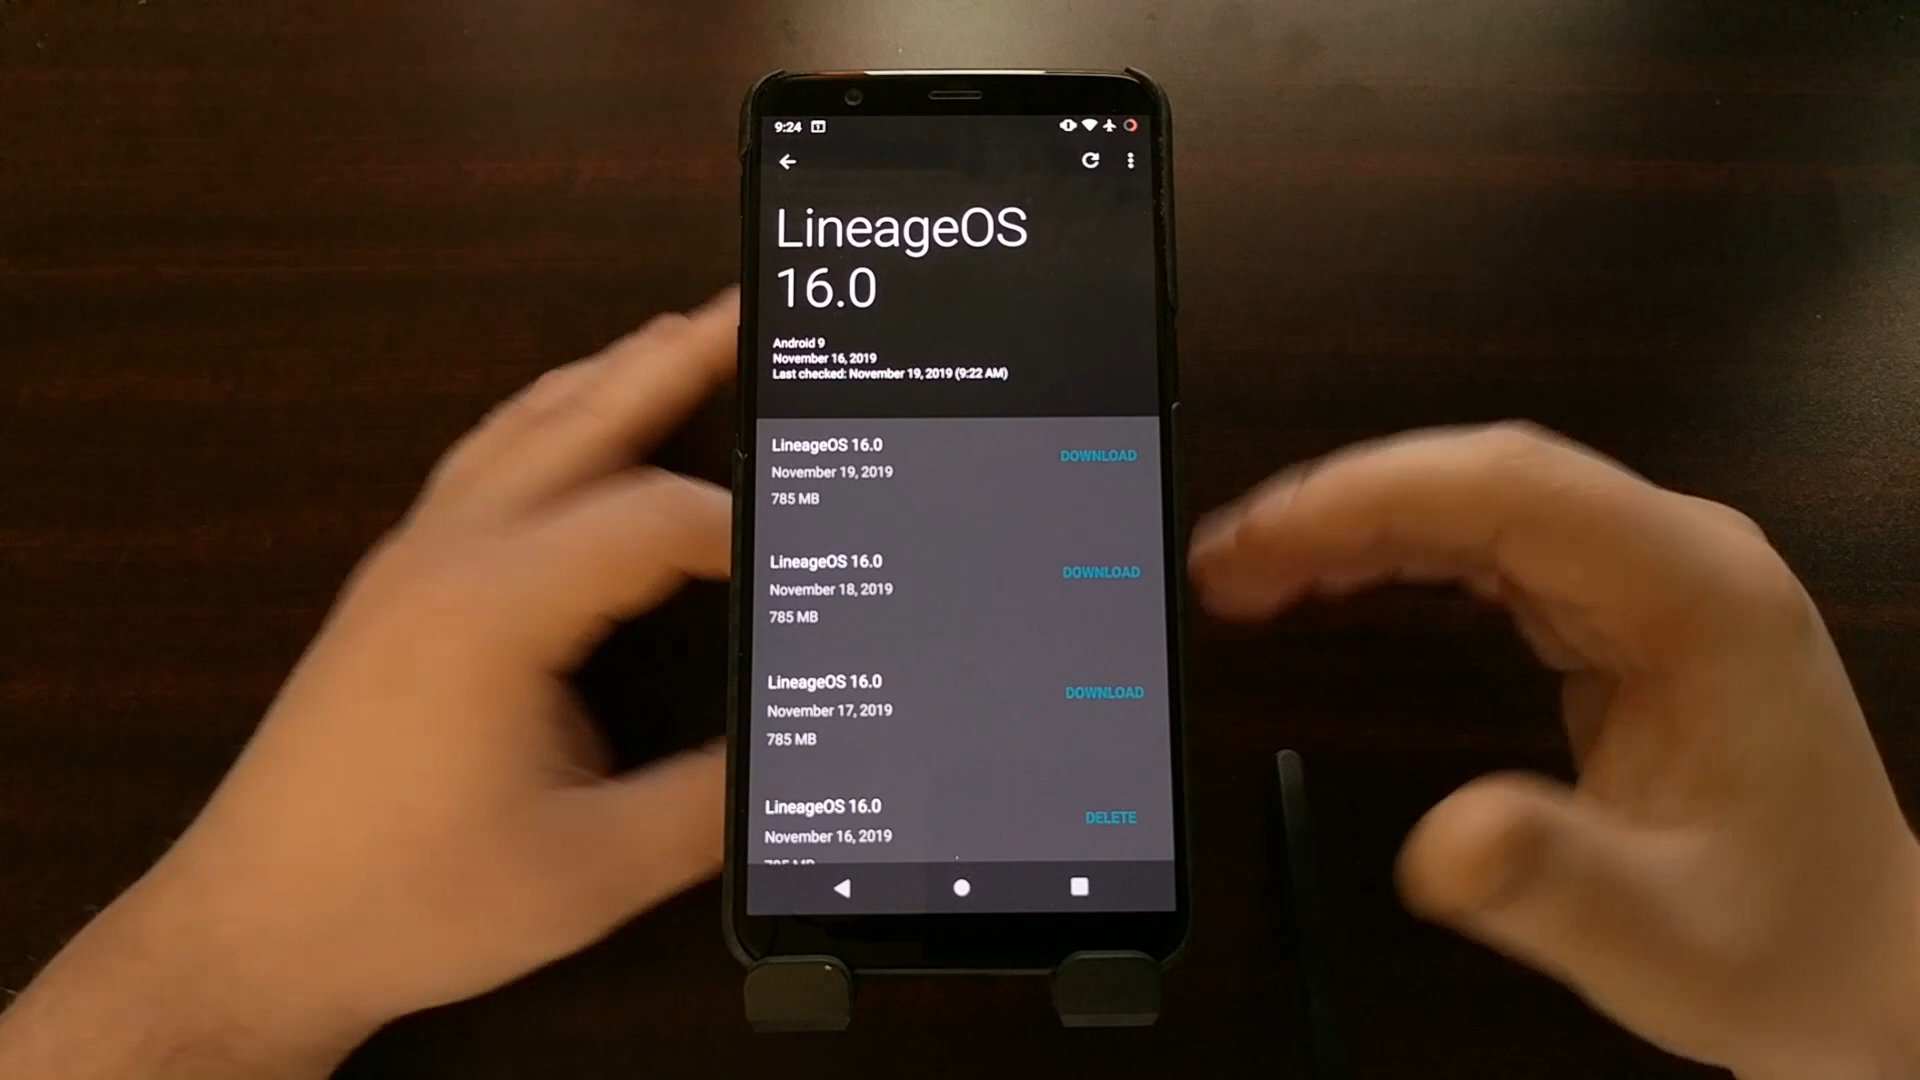 9:24
LineageOS
16.0
Android 9
November 16, 2019
Last checked: November 19, 2019 (9:22 AM)
LineageOS 16.0
DOWNLOAD
November 19, 2019
785 MB
LineageOS 16.0
DOWNLOAD
November 18, 2019
785 MB
LineageOS 16.0
DOWNLOAD
November 17, 2019
785 MB
LineageOS 16.0
DELETE
November 16, 2019